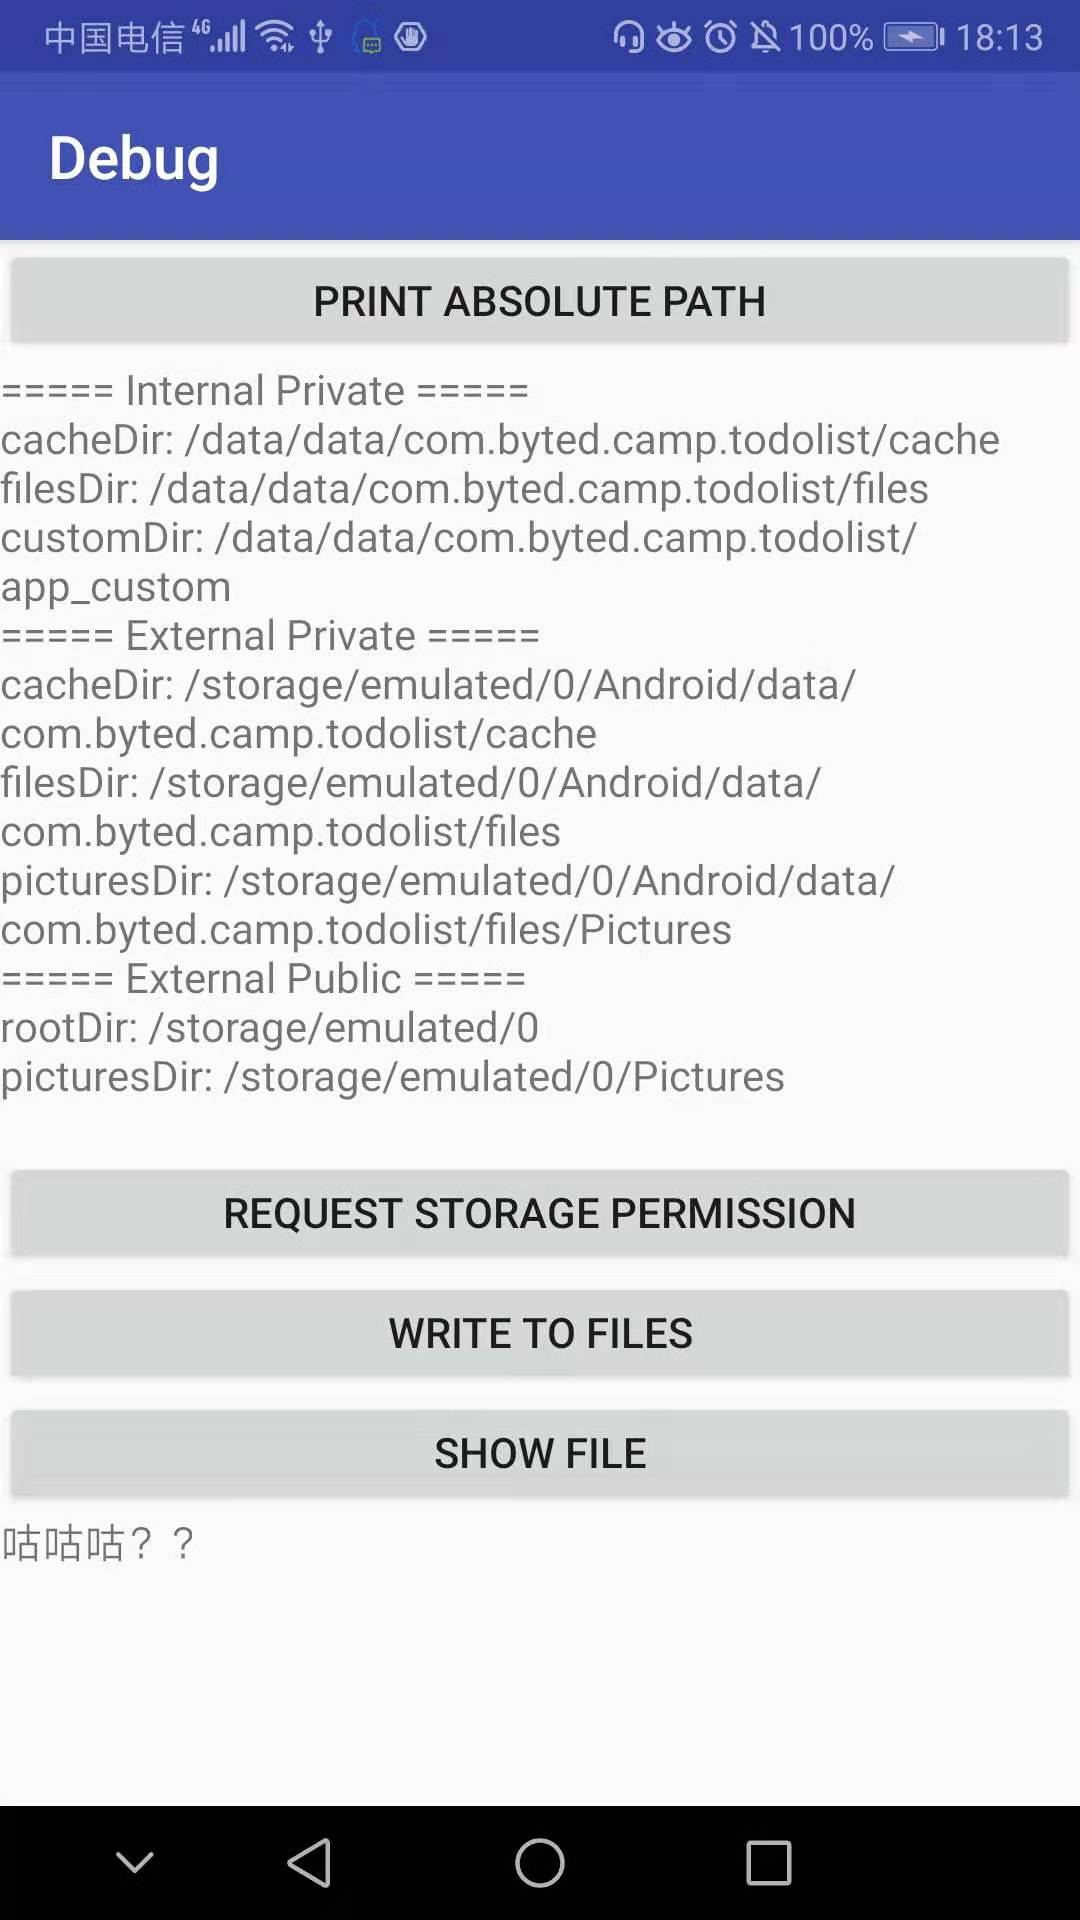 中国电信 4G 100% 18:13
Debug
PRINT ABSOLUTE PATH
===== Internal Private =====
cacheDir: /data/data/com.byted.camp.todolist/cache
filesDir: /data/data/com.byted.camp.todolist/files
customDir: /data/data/com.byted.camp.todolist/
app_custom
===== External Private =====
cacheDir: /storage/emulated/0/Android/data/
com.byted.camp.todolist/cache
filesDir: /storage/emulated/0/Android/data/
com.byted.camp.todolist/files
picturesDir: /storage/emulated/0/Android/data/
com.byted.camp.todolist/files/Pictures
===== External Public =====
rootDir: /storage/emulated/0
picturesDir: /storage/emulated/0/Pictures
REQUEST STORAGE PERMISSION
WRITE TO FILES
SHOW FILE
咕咕咕？？